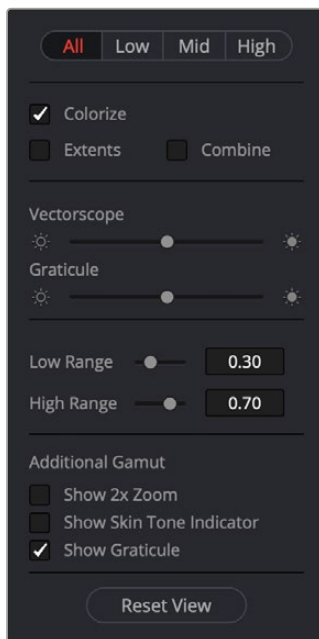 All Low Mid High
Colorize
Extents Combine
Vectorscope
Graticule
Low Range 0.30
High Range 0.70
Additional Gamut
Show 2x Zoom
Show Skin Tone Indicator
Show Graticule
Reset View